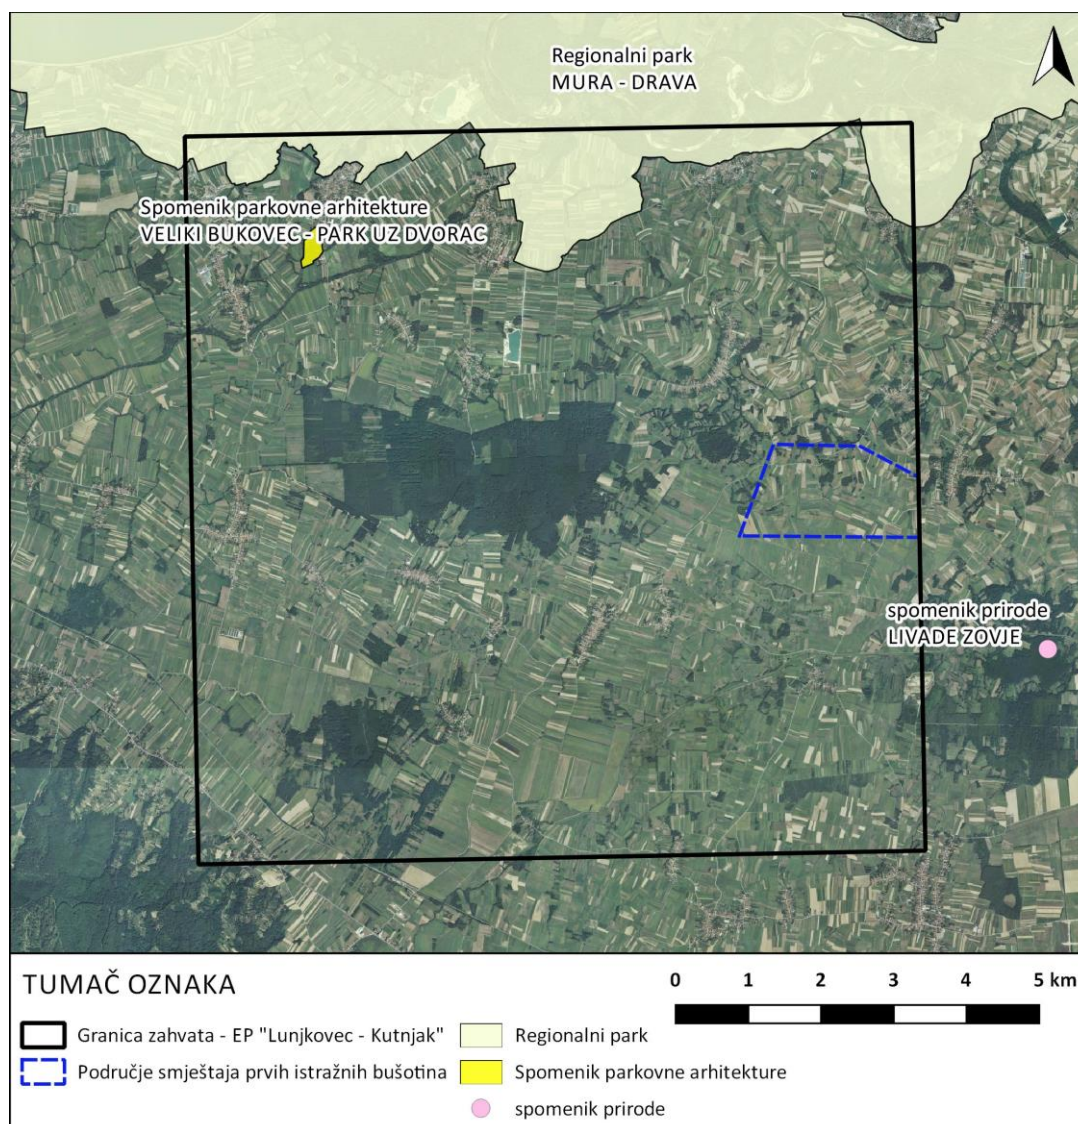 Regionalni park
MURA - DRAVA
Spomenik parkovne arhitekture
VELIKI BUKOVEC - PARK UZ DVORAC
spomenik prirode
LIVADE ZOVJE
TUMAČ OZNAKA
0 1 2 3 4 5 km
Granica zahvata - EP "Lunjkovec - Kutnjak"
Regionalni park
Područje smještaja prvih istražnih bušotina
Spomenik parkovne arhitekture
spomenik prirode